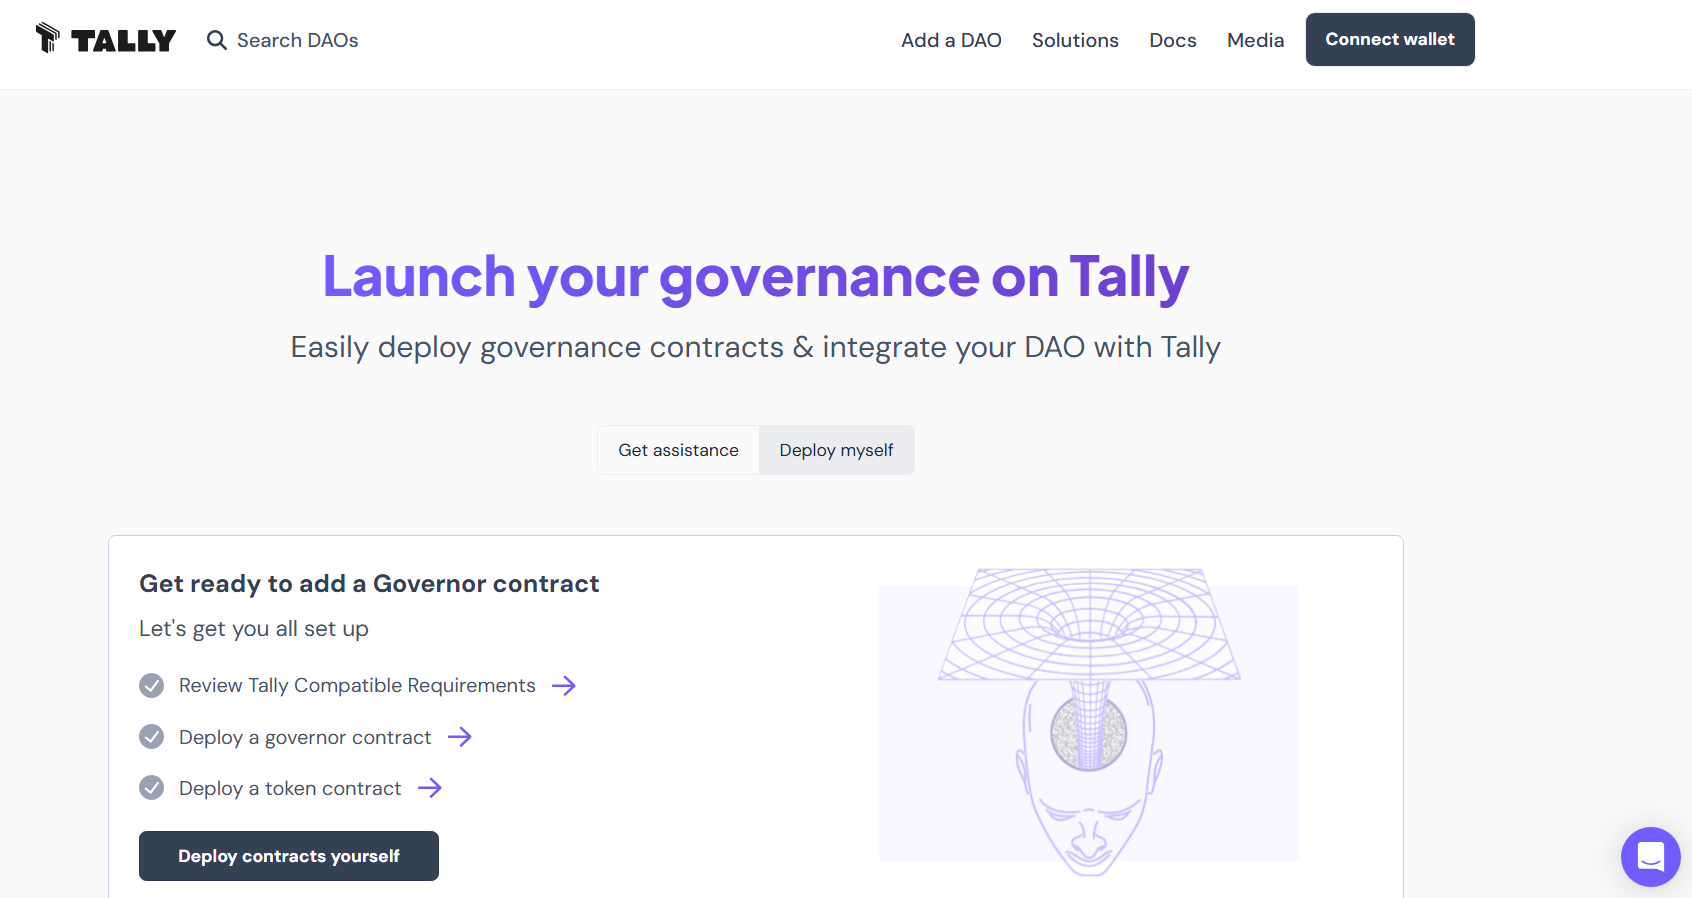 TALLY
Search DAOs
Add a DAO
Solutions
Docs
Media
Connect wallet
Launch your governance on Tally
Easily deploy governance contracts & integrate your DAO with Tally
Get assistance
Deploy myself
Get ready to add a Governor contract
Let's get you all set up
Review Tally Compatible Requirements
Deploy a governor contract
Deploy a token contract
Deploy contracts yourself